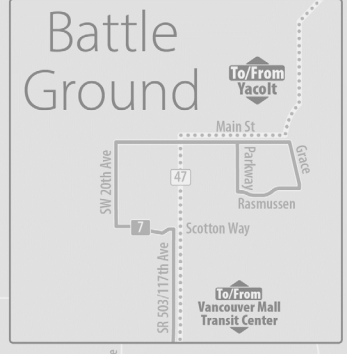 Battle
Ground
To/From
Yacolt
Main St
SW 20th Ave
47
Parkway
Grace
Rasmussen
7
Scotton Way
SR 503/117th Ave
To/From
Vancouver Mall
Transit Center